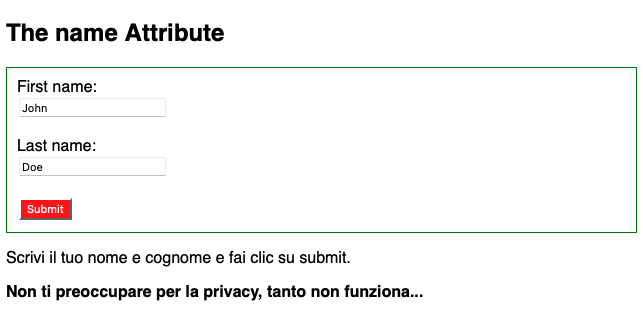 The name Attribute
First name:
John
Last name:
Doe
Submit
Scrivi il tuo nome e cognome e fai clic su submit.
Non ti preoccupare per la privacy, tanto non funziona...